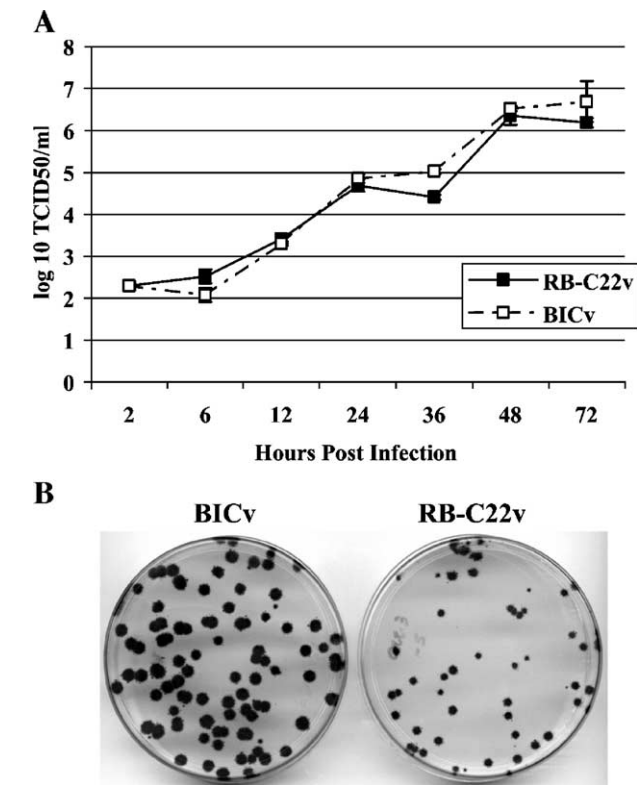 A
8
7
6
5
4
3
2
1
0
log 10 TCID50/ml
RB-C22v
BICv
2 6 12 24 36 48 72
Hours Post Infection
B
BICv RB-C22v